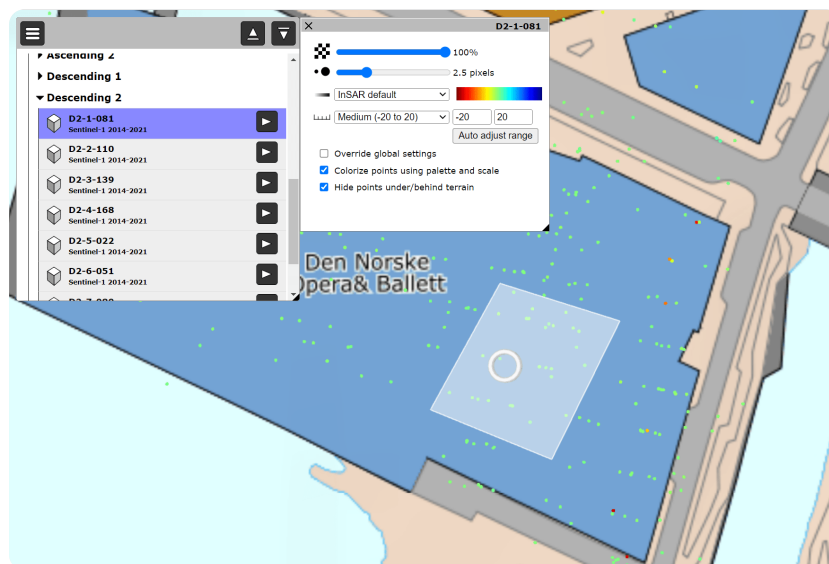 Ascending 2
Descending 1
Descending 2
D2-1-081
Sentinel-1 2014-2021
D2-2-110
Sentinel-1 2014-2021
D2-3-139
Sentinel-1 2014-2021
D2-4-168
Sentinel-1 2014-2021
D2-5-022
Sentinel-1 2014-2021
D2-6-051
Sentinel-1 2014-2021
D2-1-081
100%
2.5 pixels
InSAR default
Medium (-20 to 20)
-20
20
Auto adjust range
Override global settings
Colorize points using palette and scale
Hide points under/behind terrain
Den Norske
Opera& Ballett